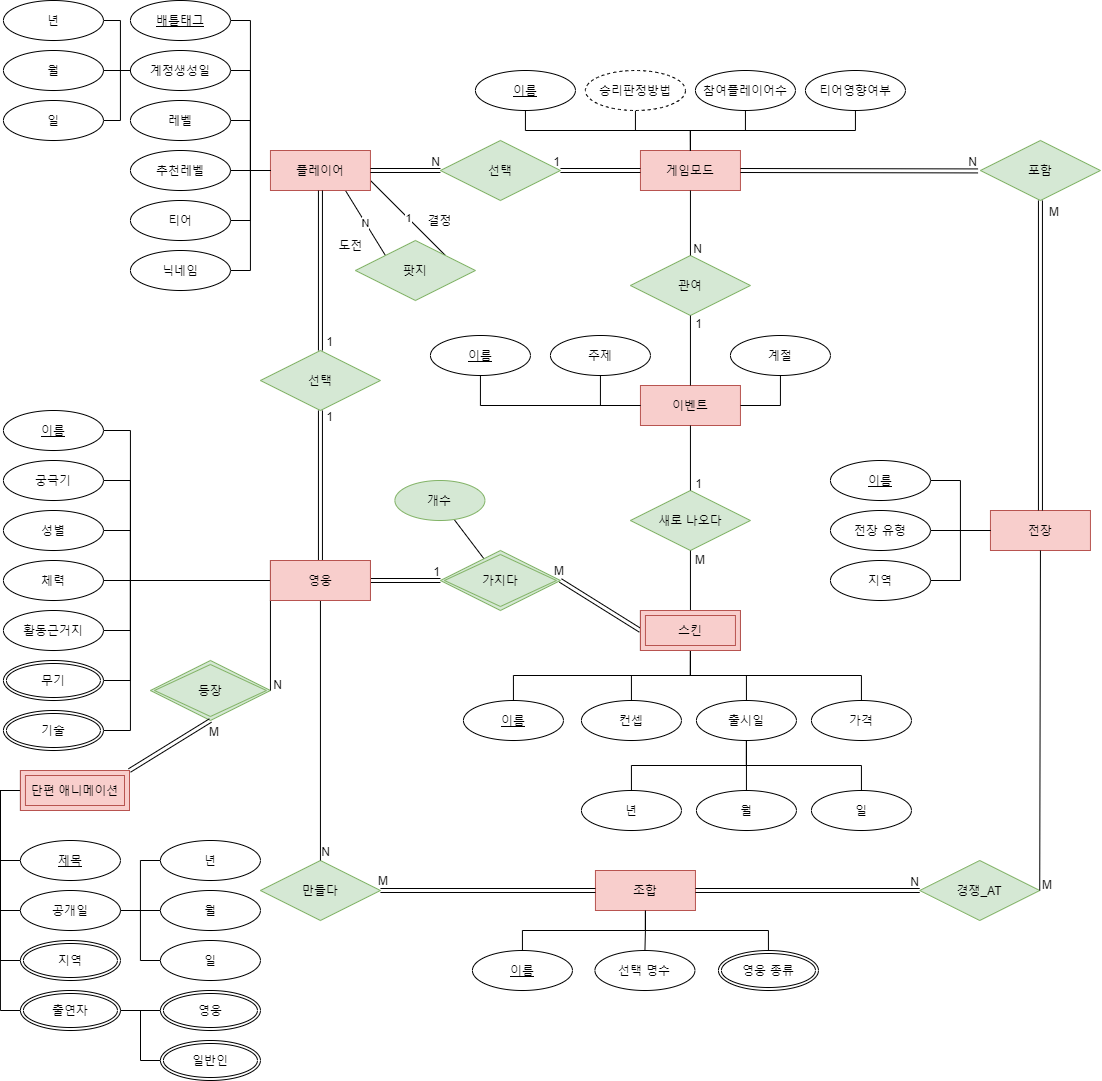 년
배틀태그
월
계정생성일
일
레벨
추천레벨
티어
닉네임
이름
승리판정방법
참여플레이어수
티어영향여부
플레이어
N
선택
1
게임모드
N
포함
M
N
1
결정
도전
팟지
N
관여
1
1
선택
1
이름
주제
계절
이벤트
이름
궁극기
성별
체력
활동근거지
무기
기술
개수
1
새로 나오다
M
이름
전장 유형
지역
전장
영웅
1
가지다
M
스킨
등장
N
M
이름
컨셉
출시일
가격
년
월
일
단편 애니메이션
제목
공개일
지역
출연자
년
월
일
영웅
일반인
N
만들다
M
조합
N
경쟁_AT
M
이름
선택 명수
영웅 종류